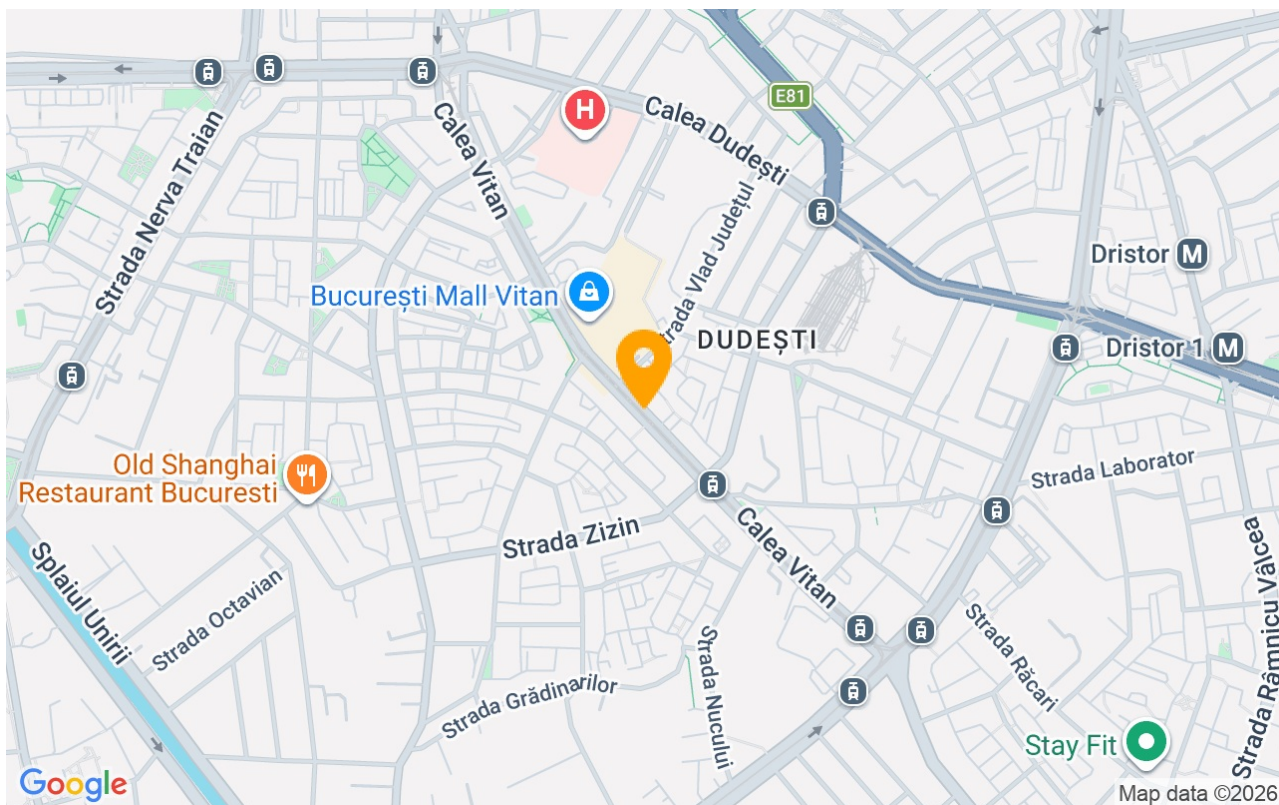 E81
Calea Dudești
Calea Vitan
H
Strada Nerva Traian
Strada Vlad Județul
Dristor M
București Mall Vitan
DUDEȘTI
Dristor 1 M
Old Shanghai
Restaurant Bucuresti
Strada Laborator
Strada Zizin
Calea Vitan
Splaiul Unirii
Strada Octavian
Strada Râmnicu Vâlcea
Strada Răcari
Strada Nucului
Strada Grădinarilor
Stay Fit
Google
Map data ©2026